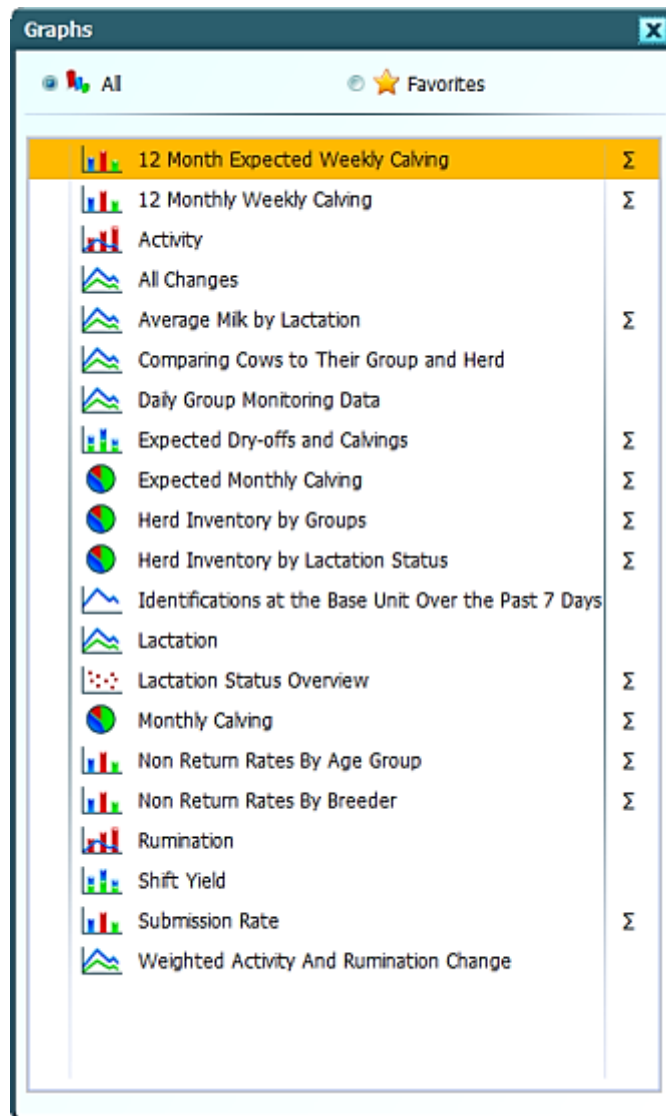 Graphs
All Favorites
12 Month Expected Weekly Calving Σ
12 Monthly Weekly Calving Σ
Activity
All Changes
Average Milk by Lactation Σ
Comparing Cows to Their Group and Herd
Daily Group Monitoring Data
Expected Dry-offs and Calvings Σ
Expected Monthly Calving Σ
Herd Inventory by Groups Σ
Herd Inventory by Lactation Status Σ
Identifications at the Base Unit Over the Past 7 Days
Lactation
Lactation Status Overview Σ
Monthly Calving Σ
Non Return Rates By Age Group Σ
Non Return Rates By Breeder Σ
Rumination
Shift Yield
Submission Rate Σ
Weighted Activity And Rumination Change